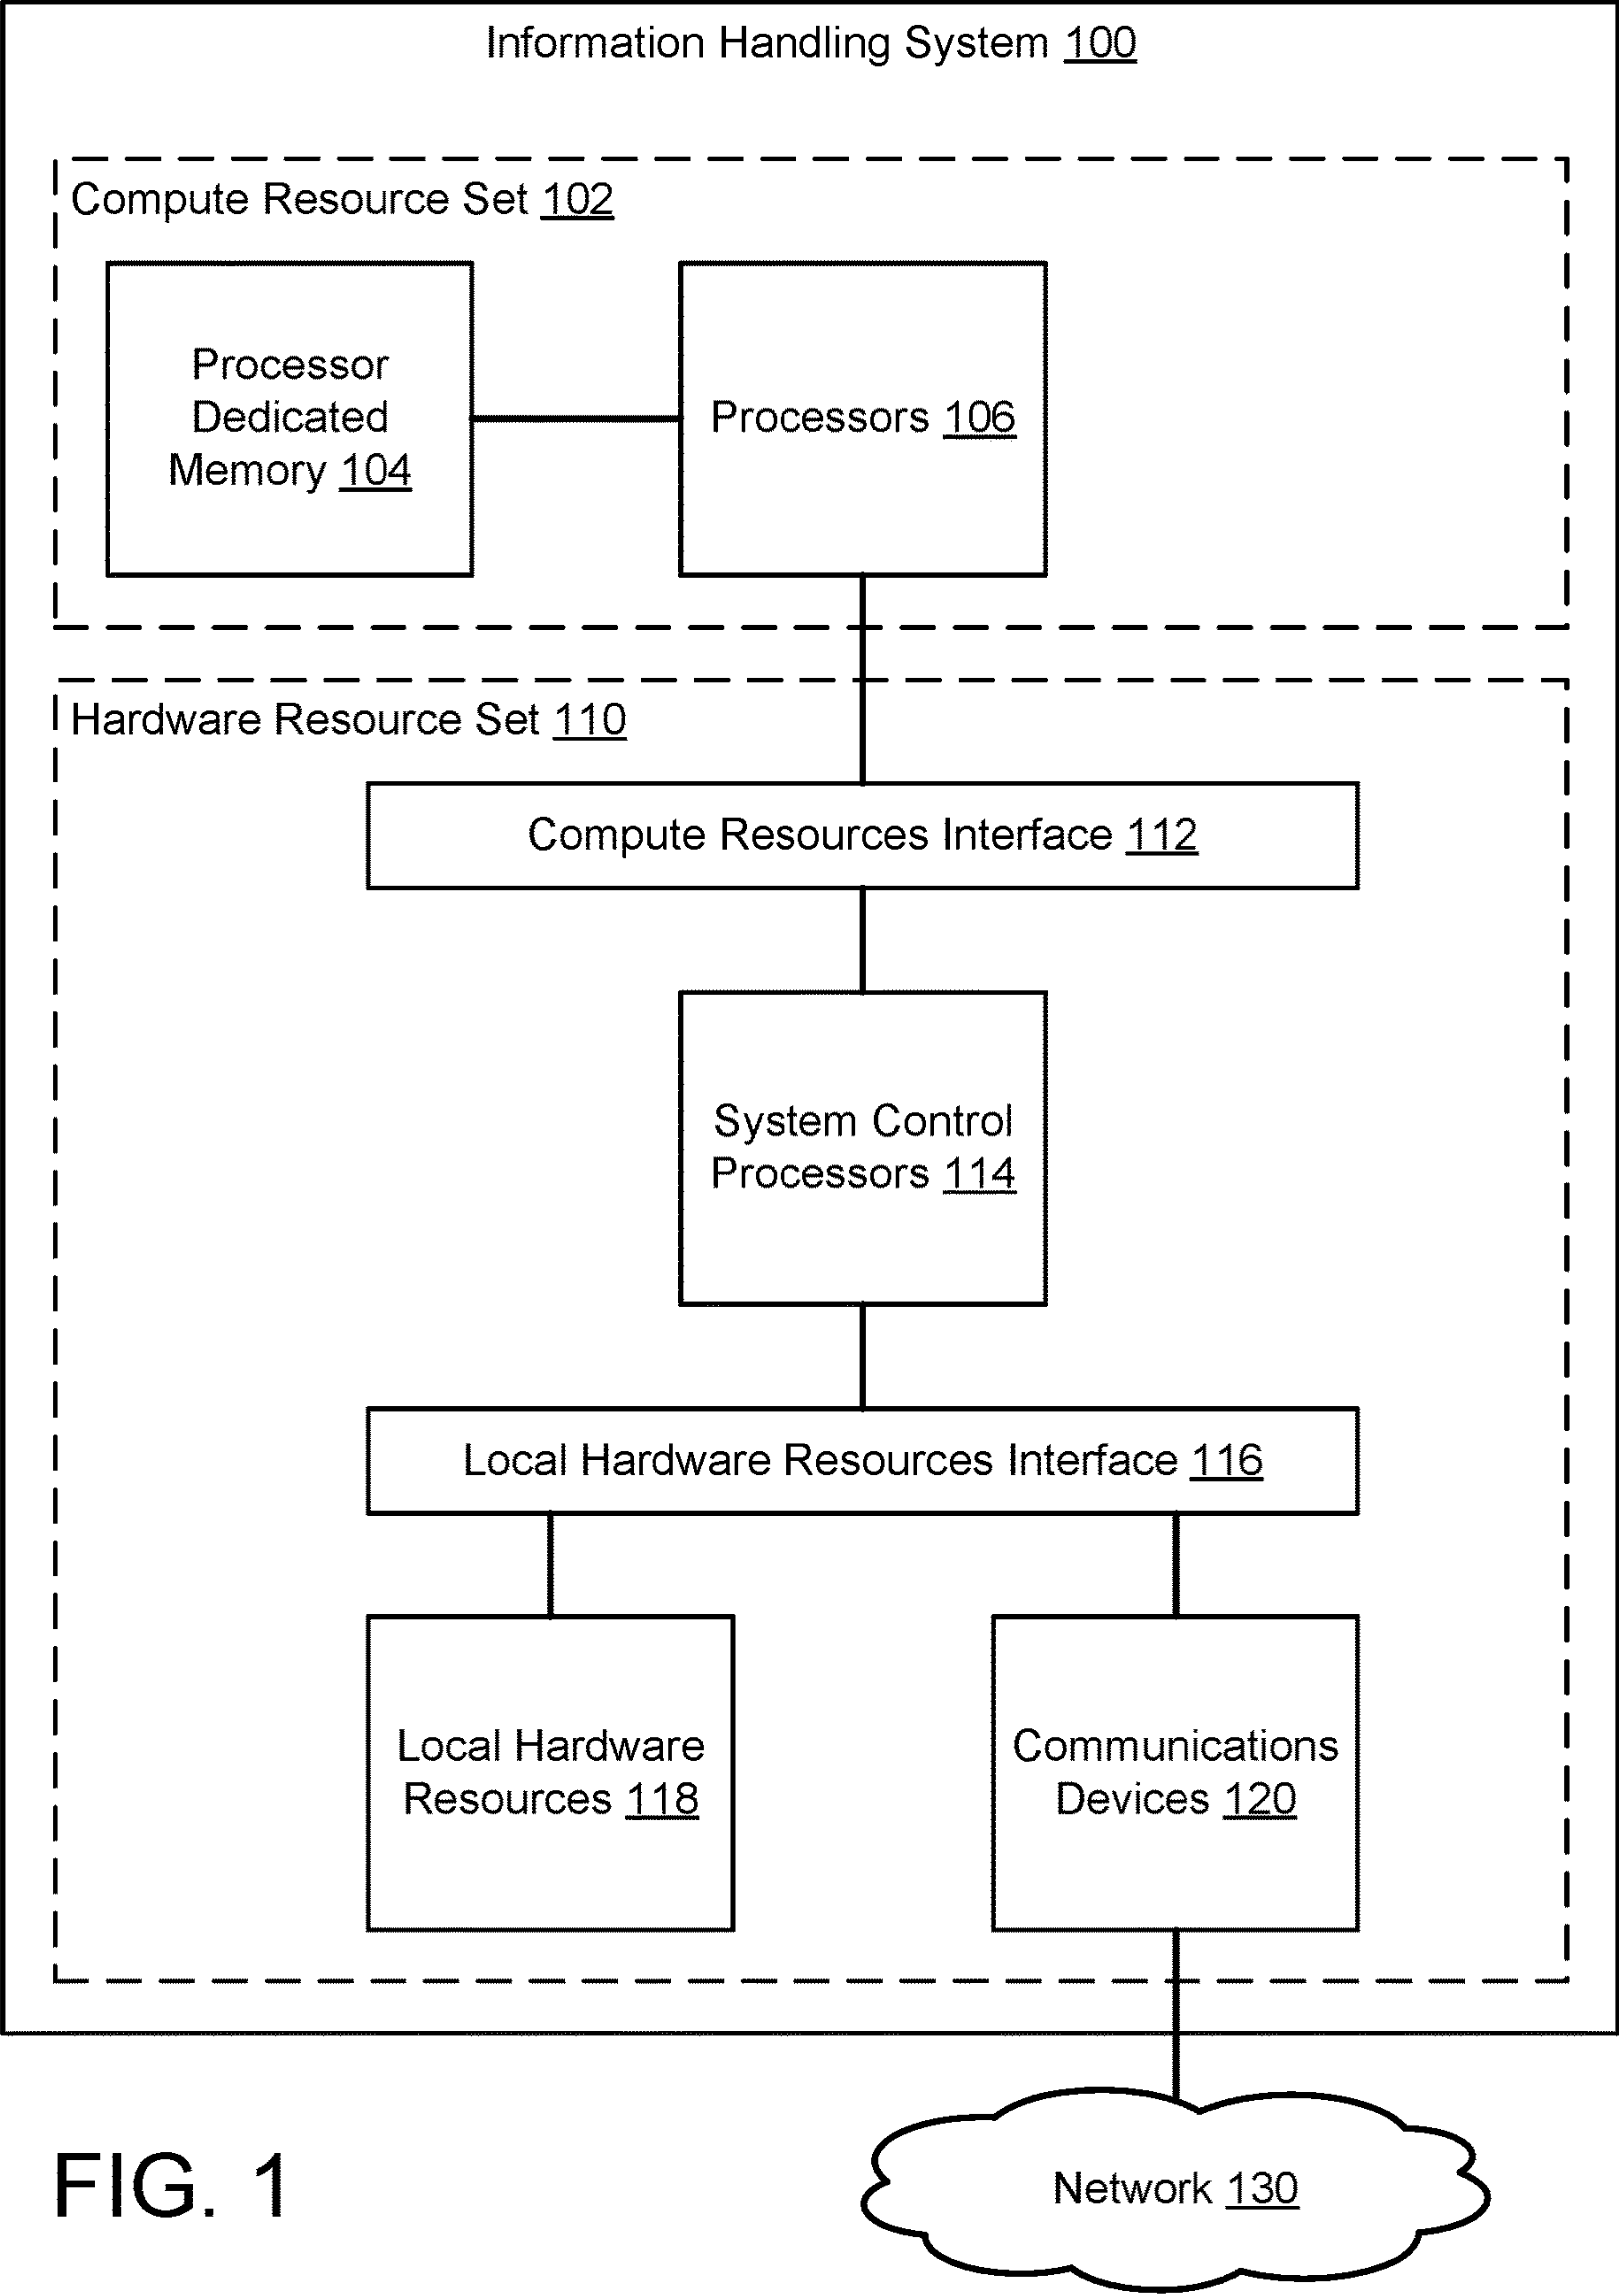 Information Handling System 100
Compute Resource Set 102
Processor
Dedicated
Memory 104
Processors 106
Hardware Resource Set 110
Compute Resources Interface 112
System Control
Processors 114
Local Hardware Resources Interface 116
Local Hardware
Resources 118
Communications
Devices 120
Network 130
FIG. 1